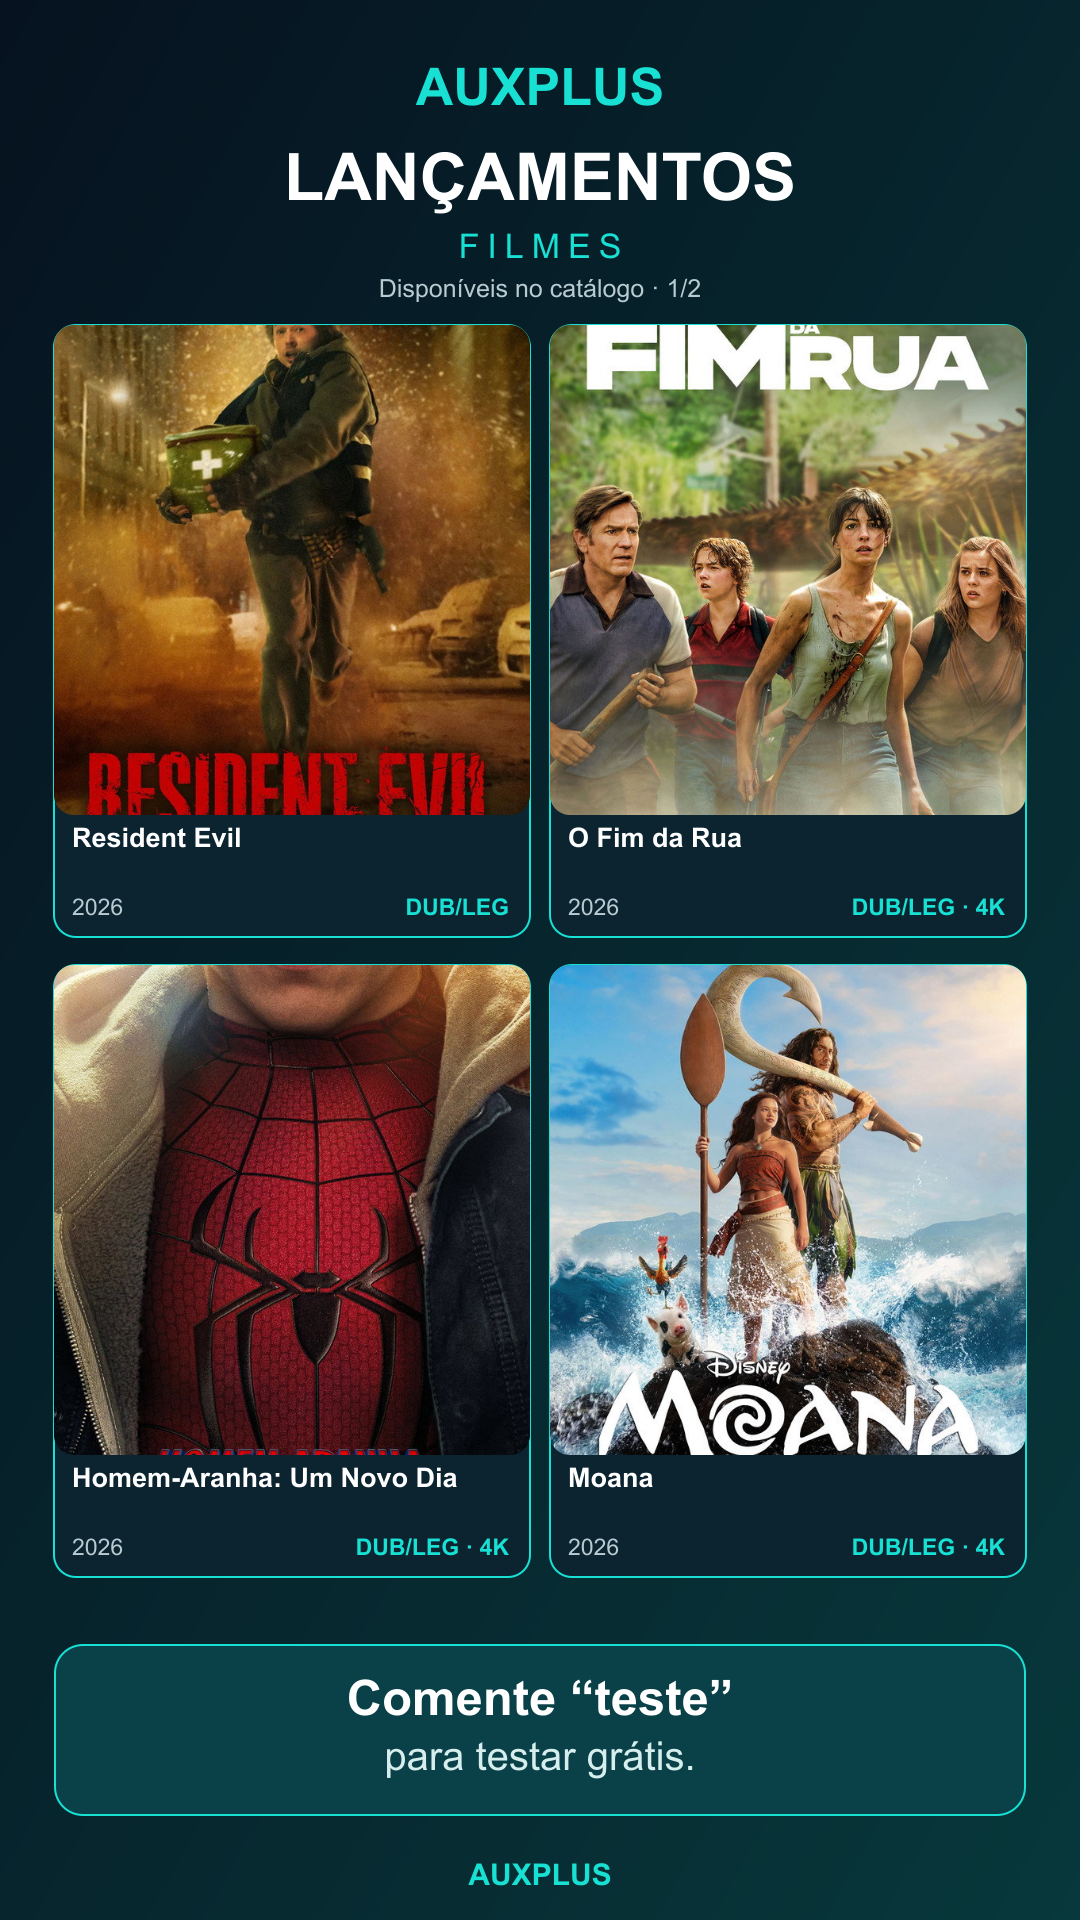 AUXPLUS
LANÇAMENTOS
FILMES
Disponíveis no catálogo · 1/2
RESIDENT EVIL
Resident Evil
2026
DUB/LEG
FIM DA RUA
O Fim da Rua
2026
DUB/LEG · 4K
HOMEM-ARANHA
Homem-Aranha: Um Novo Dia
2026
DUB/LEG · 4K
DISNEY
MOANA
Moana
2026
DUB/LEG · 4K
Comente “teste”
para testar grátis.
AUXPLUS